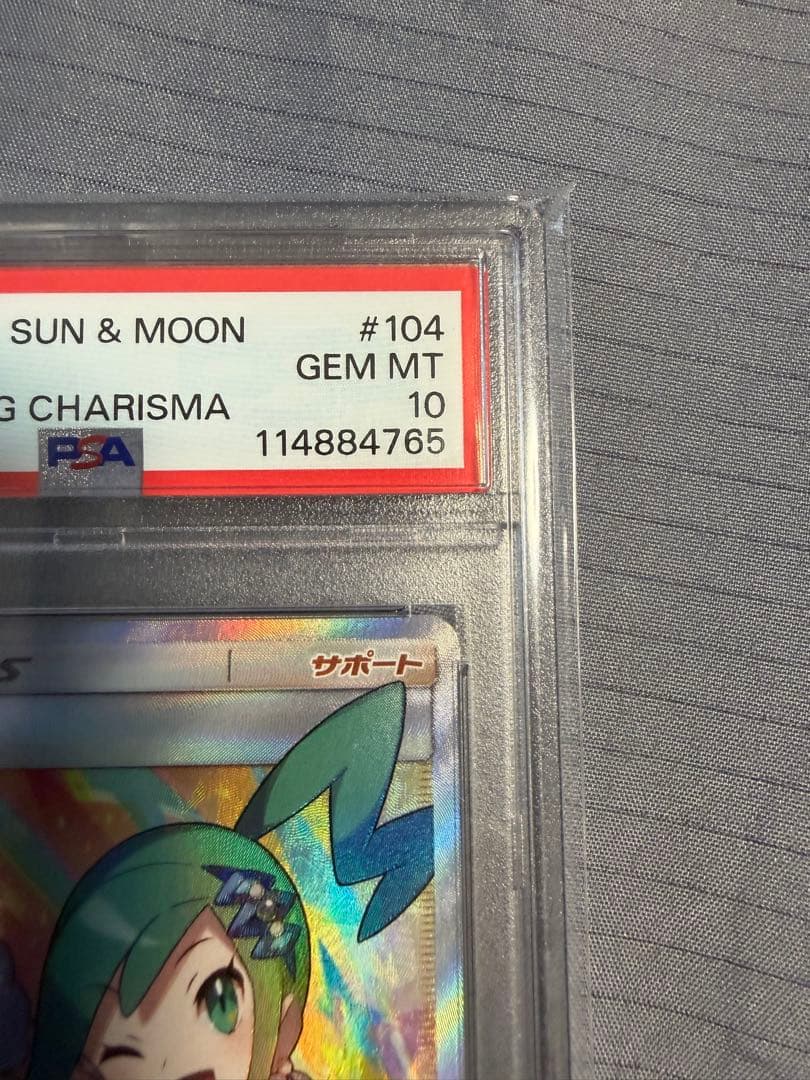 SUN & MOON #104
GEM MT
G CHARISMA 10
PSA 114884765
S サポート